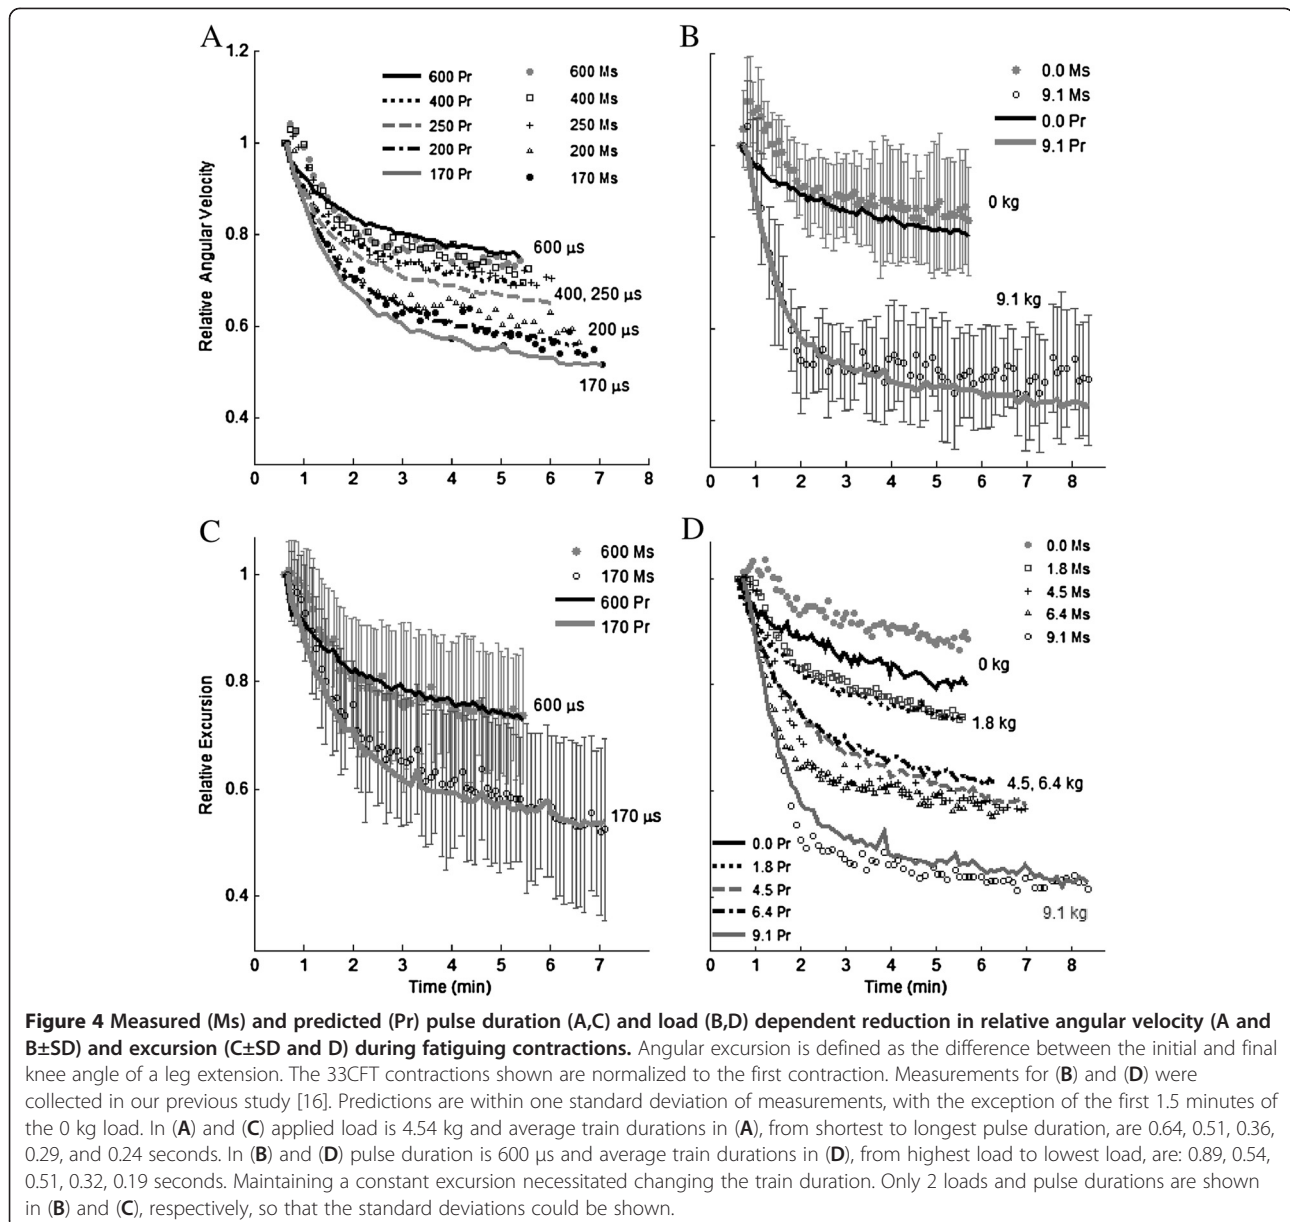 A
1.2
1
0.8
0.6
0.4
Relative Angular Velocity
600 Pr
400 Pr
250 Pr
200 Pr
170 Pr
600 Ms
400 Ms
250 Ms
200 Ms
170 Ms
600 µs
400, 250 µs
200 µs
170 µs
0 1 2 3 4 5 6 7 8
B
0.0 Ms
9.1 Ms
0.0 Pr
9.1 Pr
0 kg
9.1 kg
0 1 2 3 4 5 6 7 8
C
1
0.8
0.6
0.4
Relative Excursion
600 Ms
170 Ms
600 Pr
170 Pr
600 µs
170 µs
0 1 2 3 4 5 6 7
Time (min)
D
0.0 Ms
1.8 Ms
4.5 Ms
6.4 Ms
9.1 Ms
0 kg
1.8 kg
4.5, 6.4 kg
9.1 kg
0.0 Pr
1.8 Pr
4.5 Pr
6.4 Pr
9.1 Pr
0 1 2 3 4 5 6 7 8
Time (min)
Figure 4 Measured (Ms) and predicted (Pr) pulse duration (A,C) and load (B,D) dependent reduction in relative angular velocity (A and
B±SD) and excursion (C±SD and D) during fatiguing contractions. Angular excursion is defined as the difference between the initial and final
knee angle of a leg extension. The 33CFT contractions shown are normalized to the first contraction. Measurements for (B) and (D) were
collected in our previous study [16]. Predictions are within one standard deviation of measurements, with the exception of the first 1.5 minutes of
the 0 kg load. In (A) and (C) applied load is 4.54 kg and average train durations in (A), from shortest to longest pulse duration, are 0.64, 0.51, 0.36,
0.29, and 0.24 seconds. In (B) and (D) pulse duration is 600 µs and average train durations in (D), from highest load to lowest load, are: 0.89, 0.54,
0.51, 0.32, 0.19 seconds. Maintaining a constant excursion necessitated changing the train duration. Only 2 loads and pulse durations are shown
in (B) and (C), respectively, so that the standard deviations could be shown.